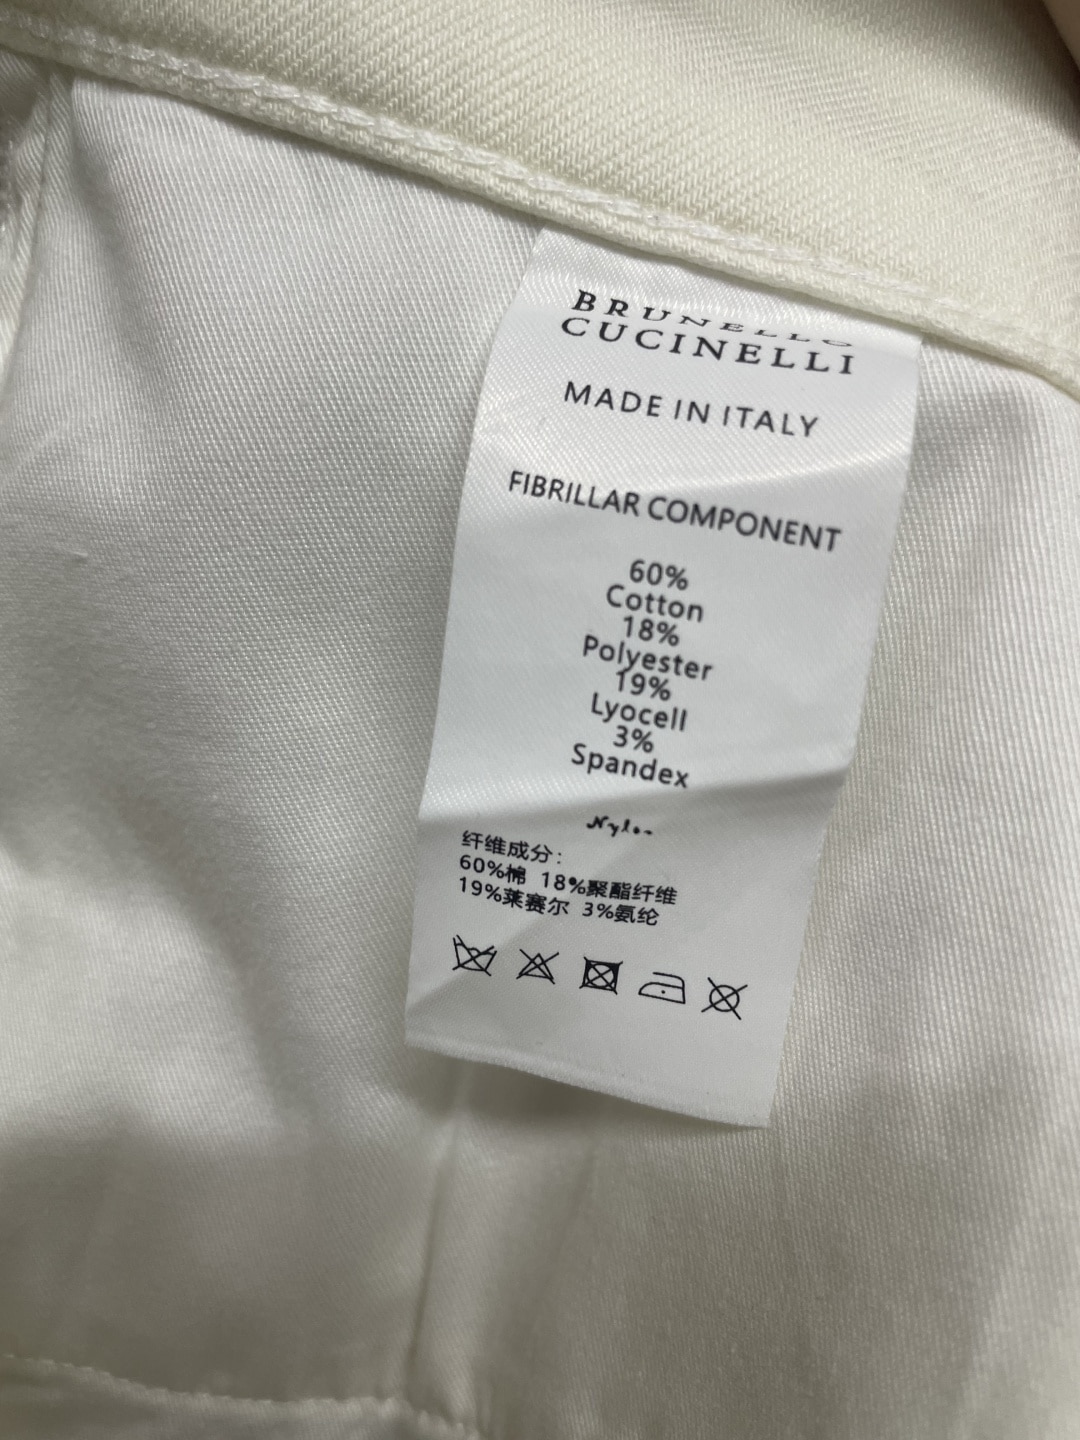 BRUNELLO
CUCINELLI
MADE IN ITALY
FIBRILLAR COMPONENT
60%
Cotton
18%
Polyester
19%
Lyocell
3%
Spandex
纤维成分:
60%棉 18%聚酯纤维
19%莱赛尔 3%氨纶